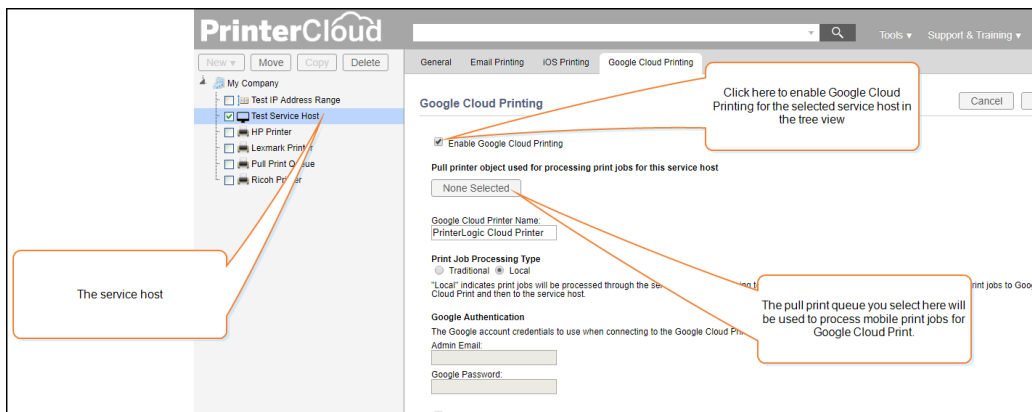 PrinterCloud
Tools ▾ Support & Training ▾
New ▾ Move Copy Delete
General Email Printing iOS Printing Google Cloud Printing
My Company
Test IP Address Range
Test Service Host
HP Printer
Lexmark Printer
Pull Print Queue
Ricoh Printer
Google Cloud Printing
Cancel
Click here to enable Google Cloud
Printing for the selected service host in
the tree view
Enable Google Cloud Printing
Pull printer object used for processing print jobs for this service host
None Selected
Google Cloud Printer Name:
PrinterLogic Cloud Printer
Print Job Processing Type
Traditional Local
"Local" indicates print jobs will be processed through the print jobs to Goo
Cloud Print and then to the service host.
The service host
The pull print queue you select here will
be used to process mobile print jobs for
Google Cloud Print.
Google Authentication
The Google account credentials to use when connecting to the Google Cloud
Admin Email:
Google Password: